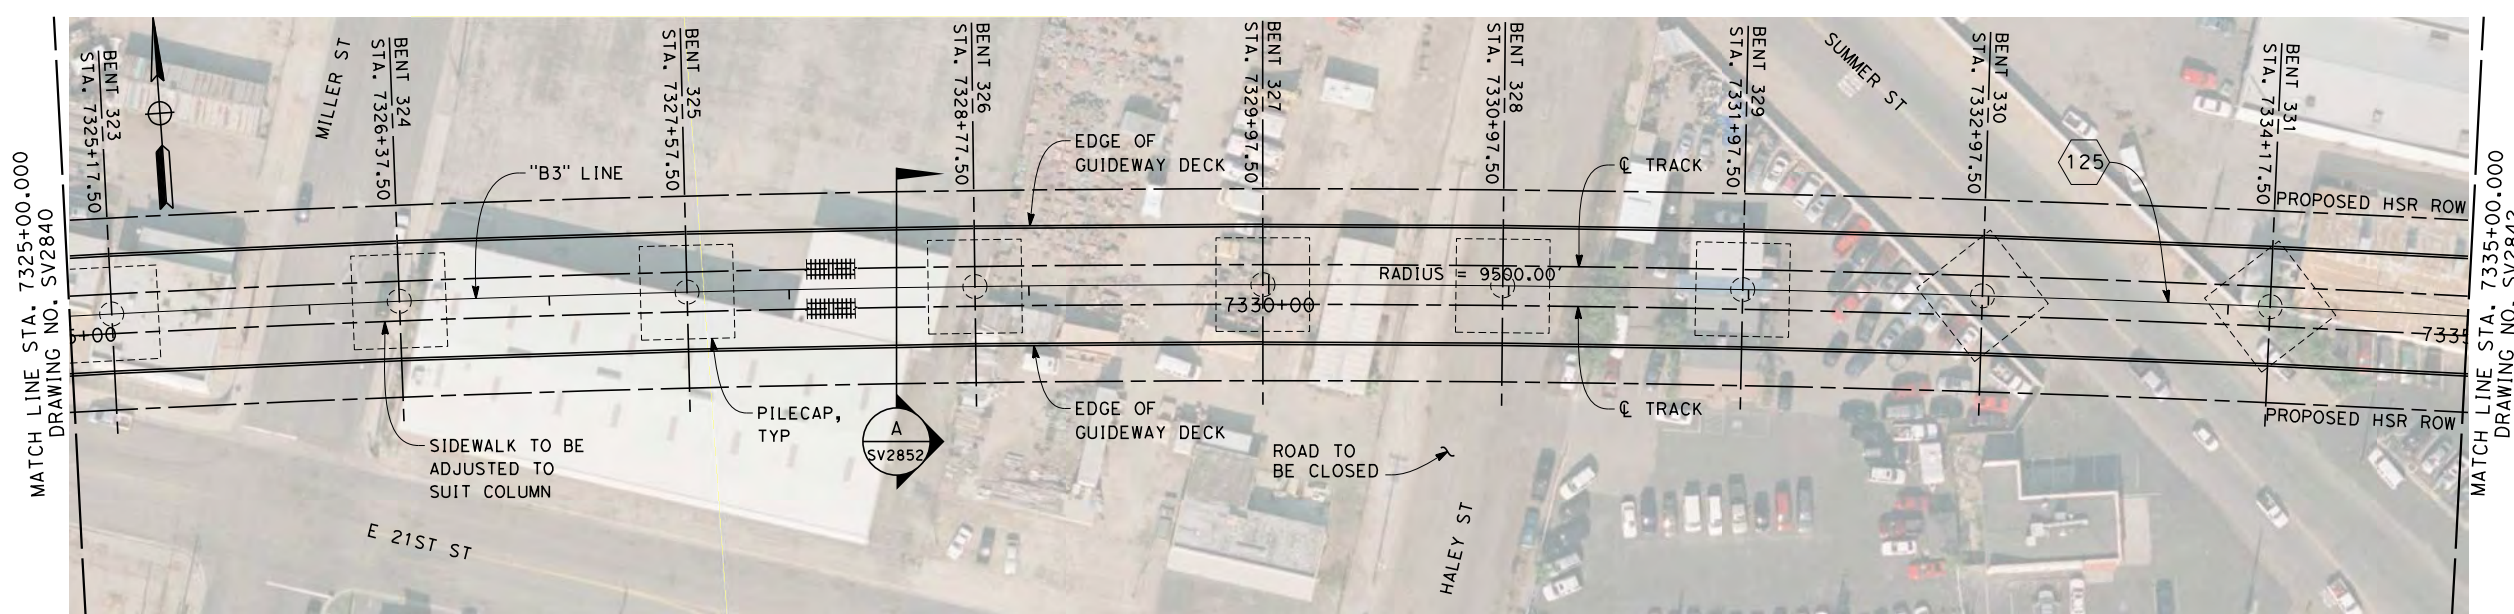 MATCH LINE STA. 7325+00.000
DRAWING NO. SV2840
BENT 323
STA. 7325+17.50
MILLER ST
BENT 324
STA. 7326+37.50
BENT 325
STA. 7327+57.50
BENT 326
STA. 7328+77.50
BENT 327
STA. 7329+97.50
BENT 328
STA. 7330+97.50
BENT 329
STA. 7331+97.50
SUMMER ST
BENT 330
STA. 7332+97.50
BENT 331
STA. 7334+17.50
"B3" LINE
EDGE OF
GUIDEWAY DECK
℄ TRACK
125
PROPOSED HSR ROW
RADIUS = 9500.00'
7330+00
5+00
7335
PILECAP,
TYP
A
SV2852
EDGE OF
GUIDEWAY DECK
℄ TRACK
PROPOSED HSR ROW
SIDEWALK TO BE
ADJUSTED TO
SUIT COLUMN
ROAD TO
BE CLOSED
E 21ST ST
HALEY ST
MATCH LINE STA. 7335+00.000
DRAWING NO. SV2842